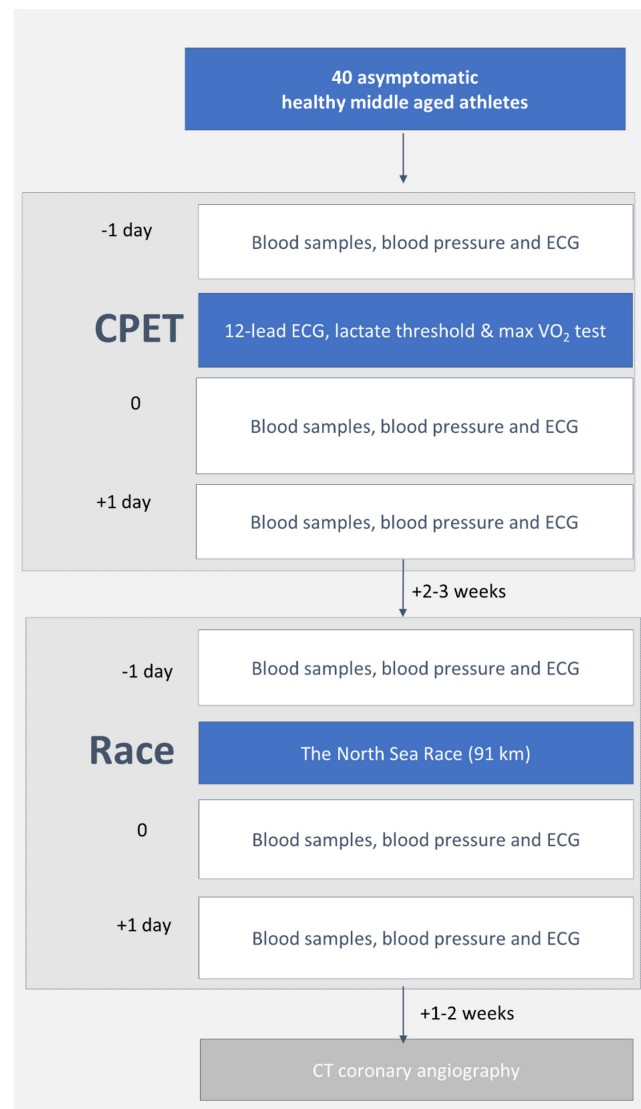 40 asymptomatic
healthy middle aged athletes
-1 day
Blood samples, blood pressure and ECG
CPET
12-lead ECG, lactate threshold & max VO₂ test
0
Blood samples, blood pressure and ECG
+1 day
Blood samples, blood pressure and ECG
+2-3 weeks
-1 day
Blood samples, blood pressure and ECG
Race
The North Sea Race (91 km)
0
Blood samples, blood pressure and ECG
+1 day
Blood samples, blood pressure and ECG
+1-2 weeks
CT coronary angiography